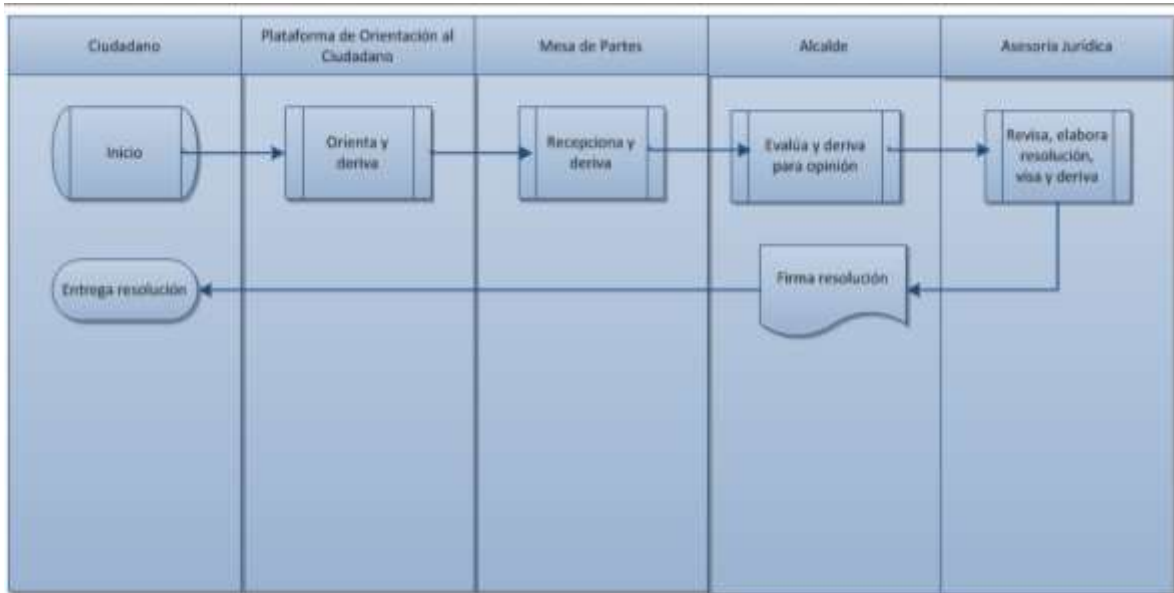 Ciudadano
Plataforma de Orientación al
Ciudadano
Mesa de Partes
Alcalde
Asesoría Jurídica
Inicio
Orienta y
deriva
Recepciona y
deriva
Evalúa y deriva
para opinión
Revisa, elabora
resolución,
visa y deriva
Entrega resolución
Firma resolución